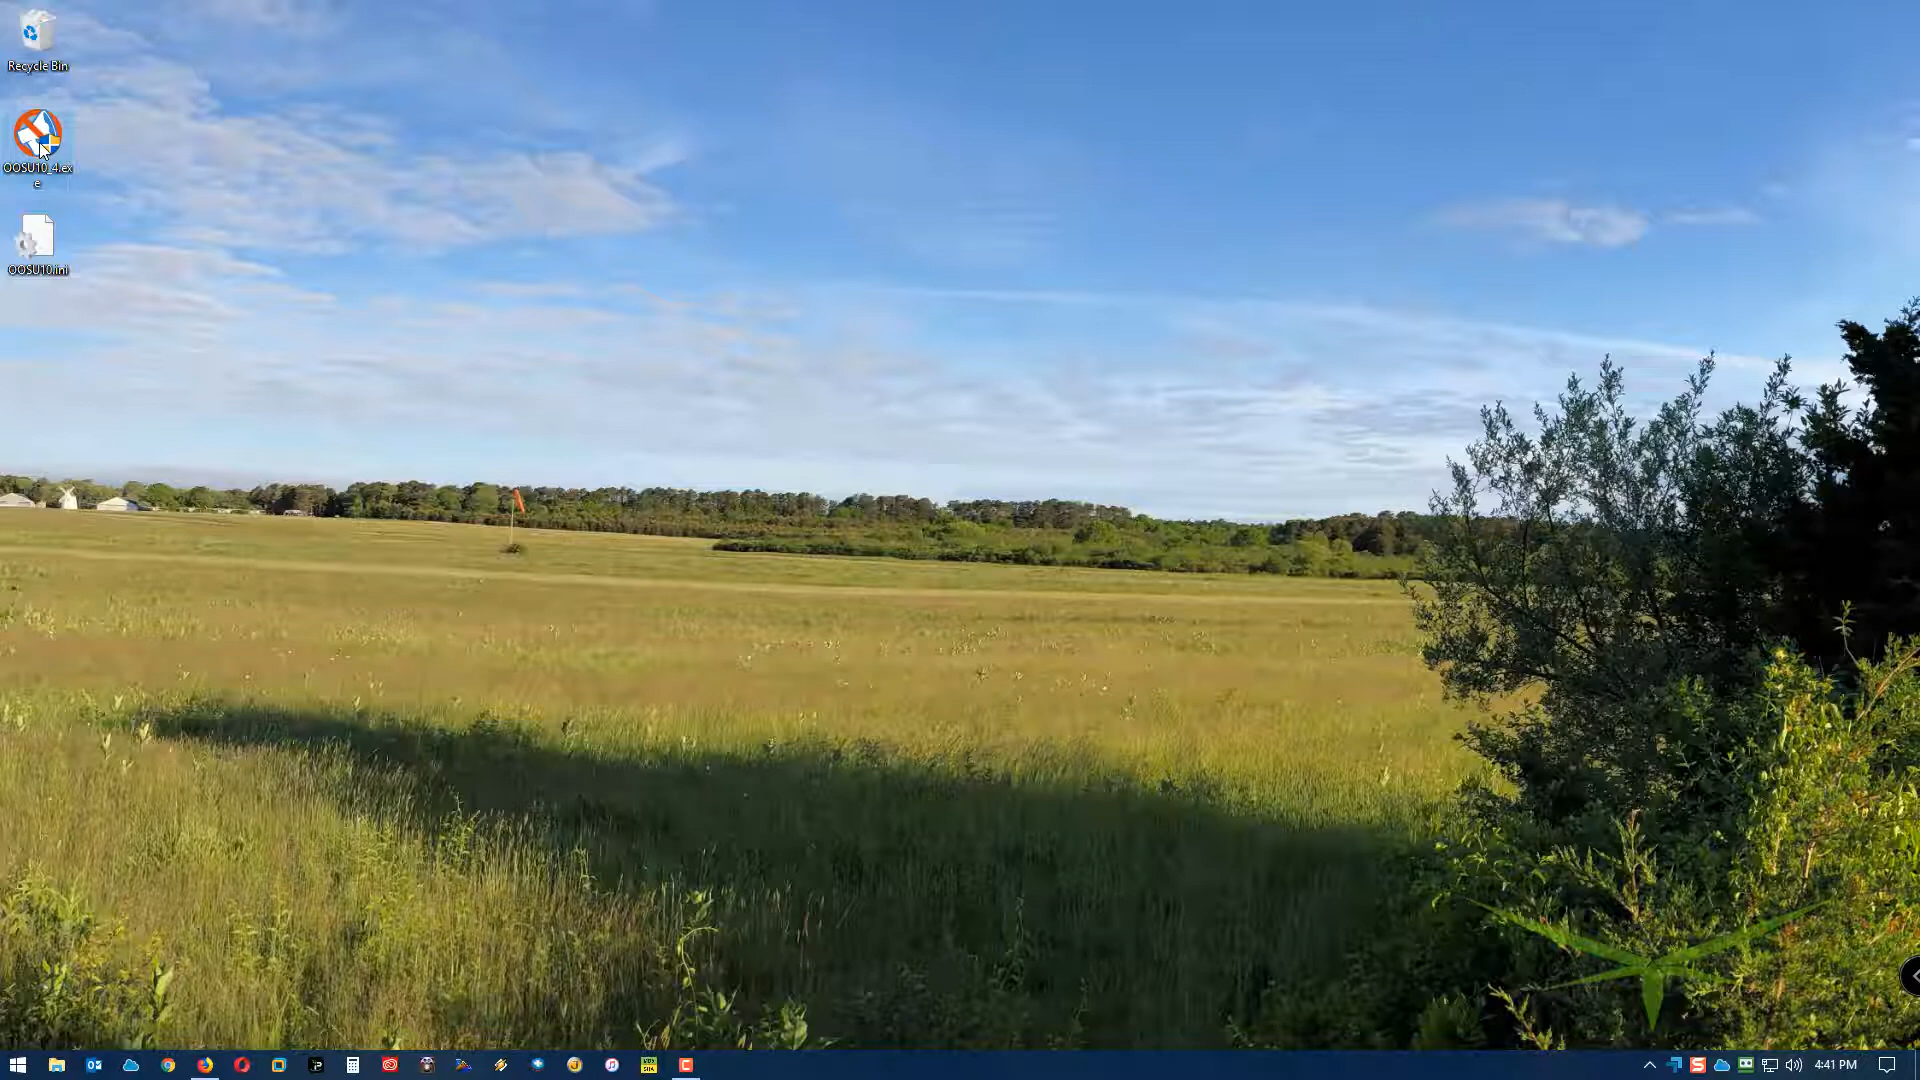 Recycle Bin
OOSU10_4.ex
e
OOSU10.ini
4:41 PM